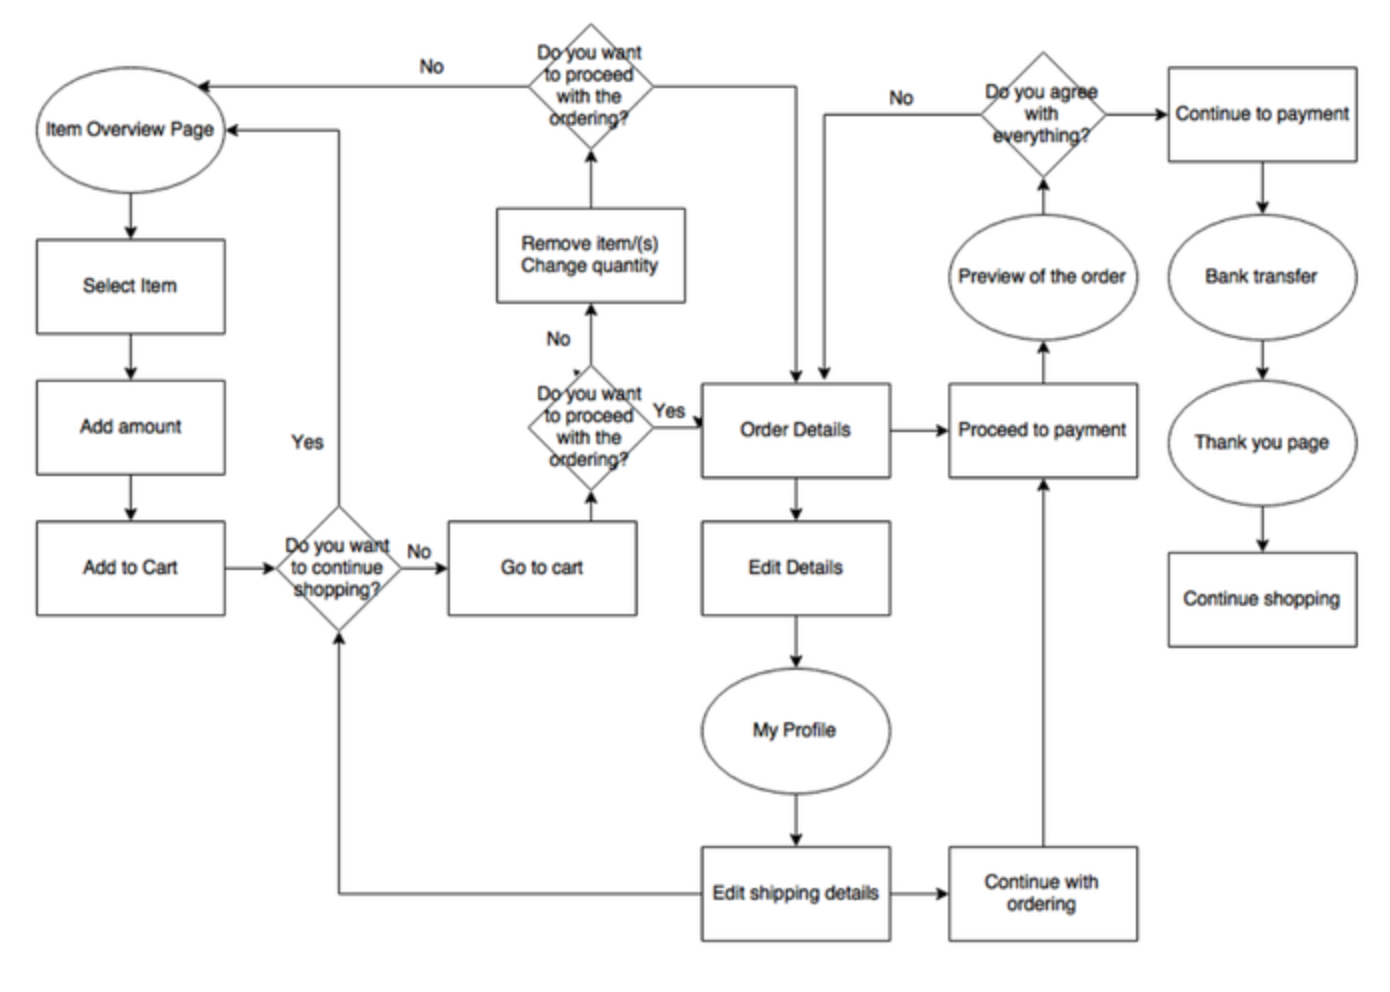 Do you want
to proceed
with the
ordering?
No
Item Overview Page
Do you agree
with
everything?
No
Continue to payment
Remove item/(s)
Change quantity
Select Item
Preview of the order
Bank transfer
No
Do you want
to proceed
with the
ordering?
Yes
Add amount
Order Details
Proceed to payment
Thank you page
Yes
Add to Cart
Do you want
to continue
shopping?
No
Go to cart
Edit Details
Continue shopping
My Profile
Edit shipping details
Continue with
ordering